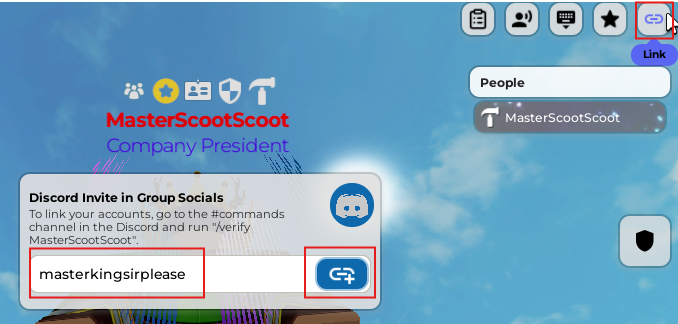 Link
People
MasterScootScoot
MasterScootScoot
Company President
Discord Invite in Group Socials
To link your accounts, go to the #commands
channel in the Discord and run "/verify
MasterScootScoot".
masterkingsirplease